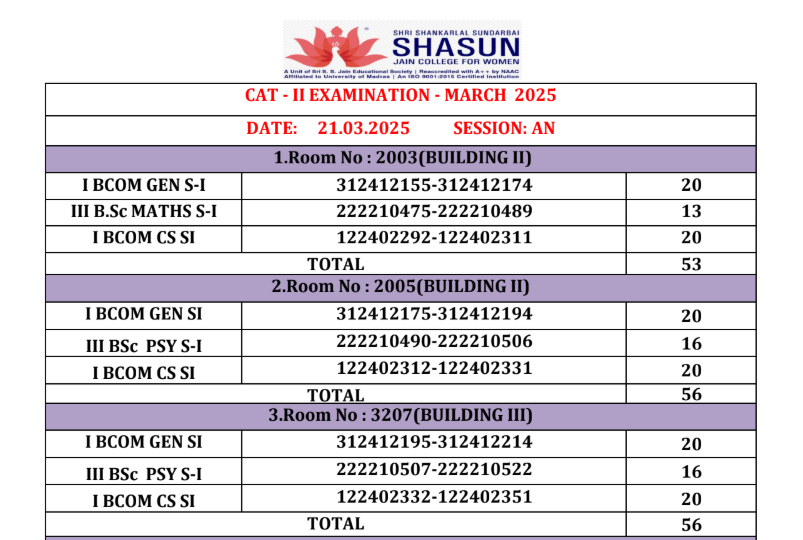 SHRI SHANKARLAL SUNDARBAI
SHASUN
JAIN COLLEGE FOR WOMEN
A Unit of Sri S. S. Jain Educational Society | Reaccredited with A++ by NAAC
Affiliated to University of Madras | An ISO 9001:2015 Certified Institution
CAT - II EXAMINATION - MARCH 2025
DATE: 21.03.2025 SESSION: AN
1.Room No : 2003(BUILDING II)
I BCOM GEN S-I 312412155-312412174 20
III B.Sc MATHS S-I 222210475-222210489 13
I BCOM CS SI 122402292-122402311 20
TOTAL 53
2.Room No : 2005(BUILDING II)
I BCOM GEN SI 312412175-312412194 20
III BSc PSY S-I 222210490-222210506 16
I BCOM CS SI 122402312-122402331 20
TOTAL 56
3.Room No : 3207(BUILDING III)
I BCOM GEN SI 312412195-312412214 20
III BSc PSY S-I 222210507-222210522 16
I BCOM CS SI 122402332-122402351 20
TOTAL 56